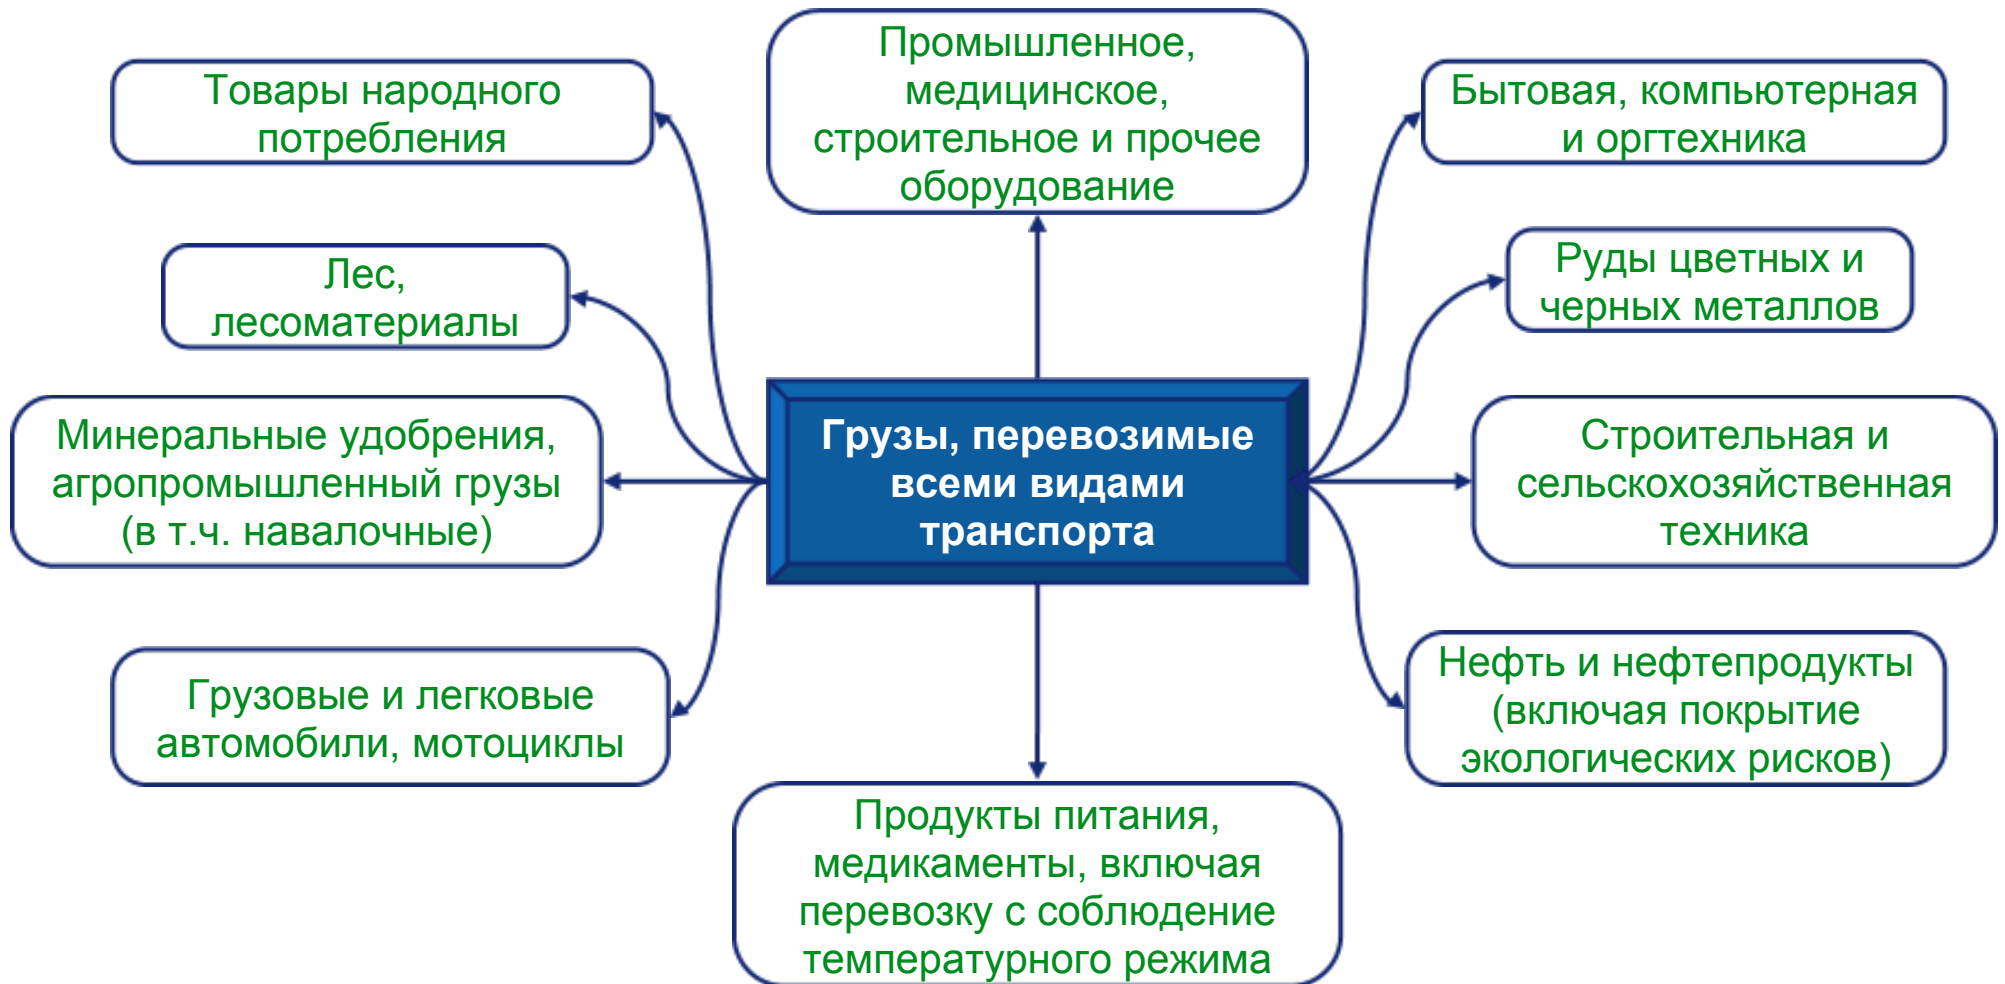 Промышленное,
медицинское,
строительное и прочее
оборудование
Товары народного
потребления
Бытовая, компьютерная
и оргтехника
Лес,
лесоматериалы
Руды цветных и
черных металлов
Минеральные удобрения,
агропромышленный грузы
(в т.ч. навалочные)
Грузы, перевозимые
всеми видами
транспорта
Строительная и
сельскохозяйственная
техника
Грузовые и легковые
автомобили, мотоциклы
Нефть и нефтепродукты
(включая покрытие
экологических рисков)
Продукты питания,
медикаменты, включая
перевозку с соблюдение
температурного режима